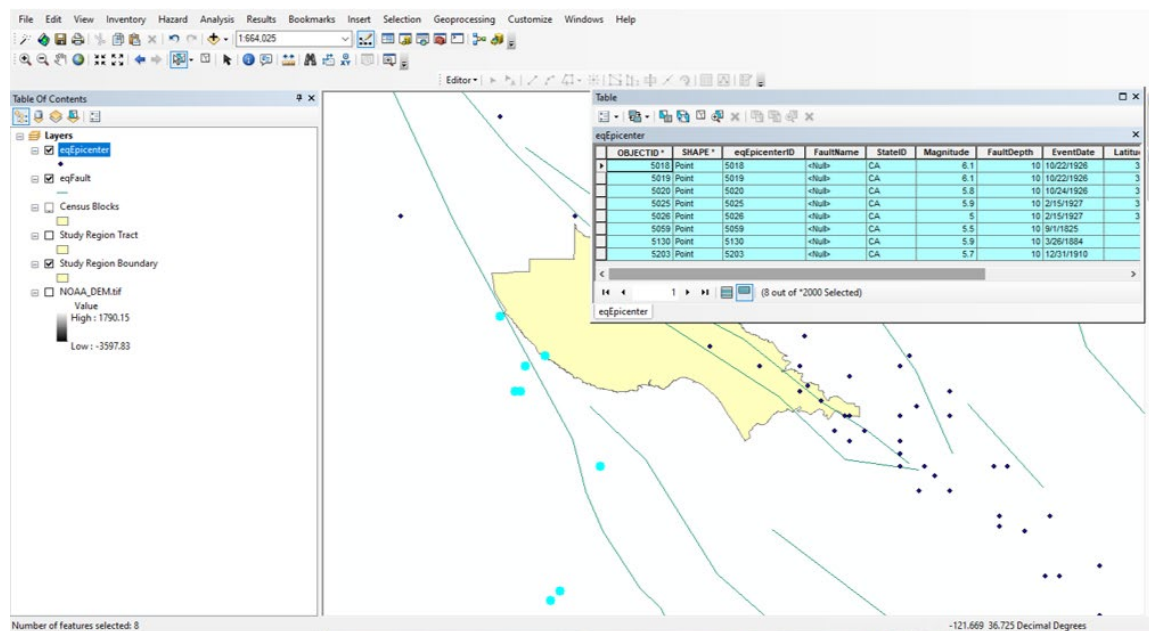 File Edit View Inventory Hazard Analysis Results Bookmarks Insert Selection Geoprocessing Customize Windows Help
1:664,025
Editor
Table Of Contents
Layers
eqEpicenter
eqFault
Census Blocks
Study Region Tract
Study Region Boundary
NOAA_DEM.tif
Value
High : 1790.15
Low : -3597.83
Table
eqEpicenter
OBJECTID * SHAPE * eqEpicenterID FaultName StateID Magnitude FaultDepth EventDate Latitu
5018 Point 5018 <Null> CA 6.1 10 10/22/1926 3
5019 Point 5019 <Null> CA 6.1 10 10/22/1926 3
5020 Point 5020 <Null> CA 5.8 10 10/24/1926 3
5025 Point 5025 <Null> CA 5.9 10 2/15/1927 3
5026 Point 5026 <Null> CA 5 10 2/15/1927 3
5059 Point 5059 <Null> CA 5.5 10 9/1/1825
5130 Point 5130 <Null> CA 5.9 10 3/26/1884
5203 Point 5203 <Null> CA 5.7 10 12/31/1910
1 (8 out of *2000 Selected)
eqEpicenter
Number of features selected: 8
-121.669 36.725 Decimal Degrees